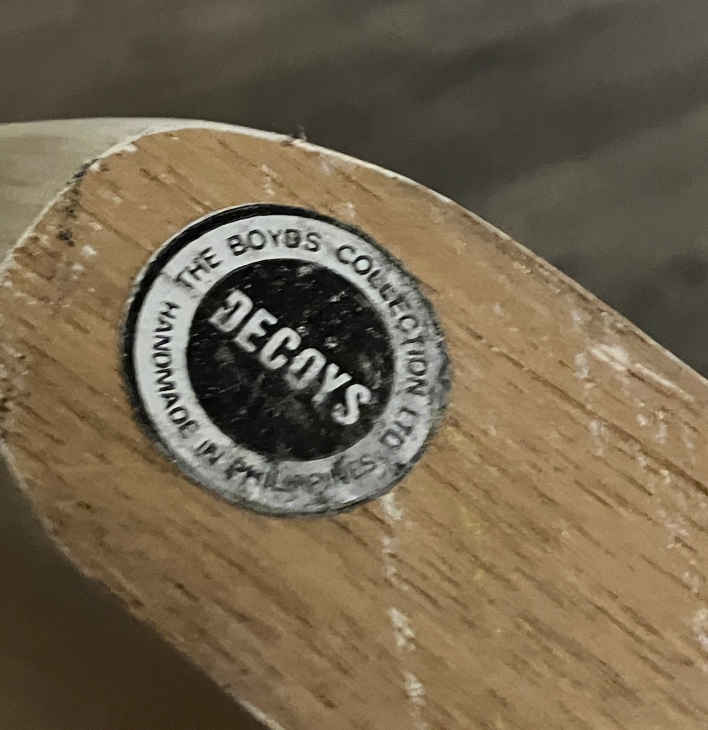 THE BOYDS COLLECTION LTD
HANDMADE IN PHILIPPINES
DECOYS